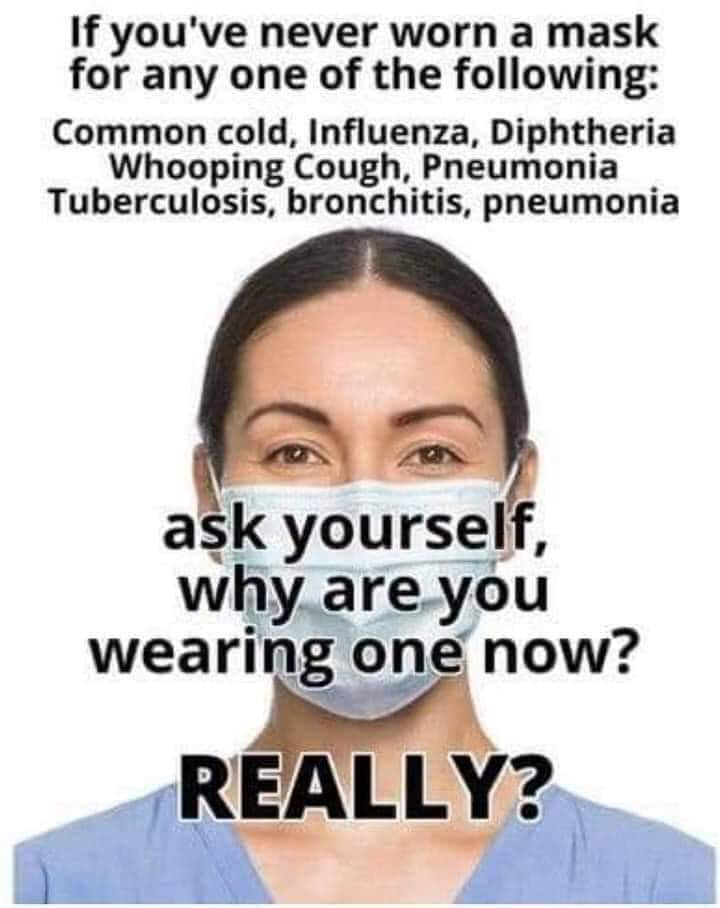 If you've never worn a mask
for any one of the following:
Common cold, Influenza, Diphtheria
Whooping Cough, Pneumonia
Tuberculosis, bronchitis, pneumonia
ask yourself,
why are you
wearing one now?
REALLY?